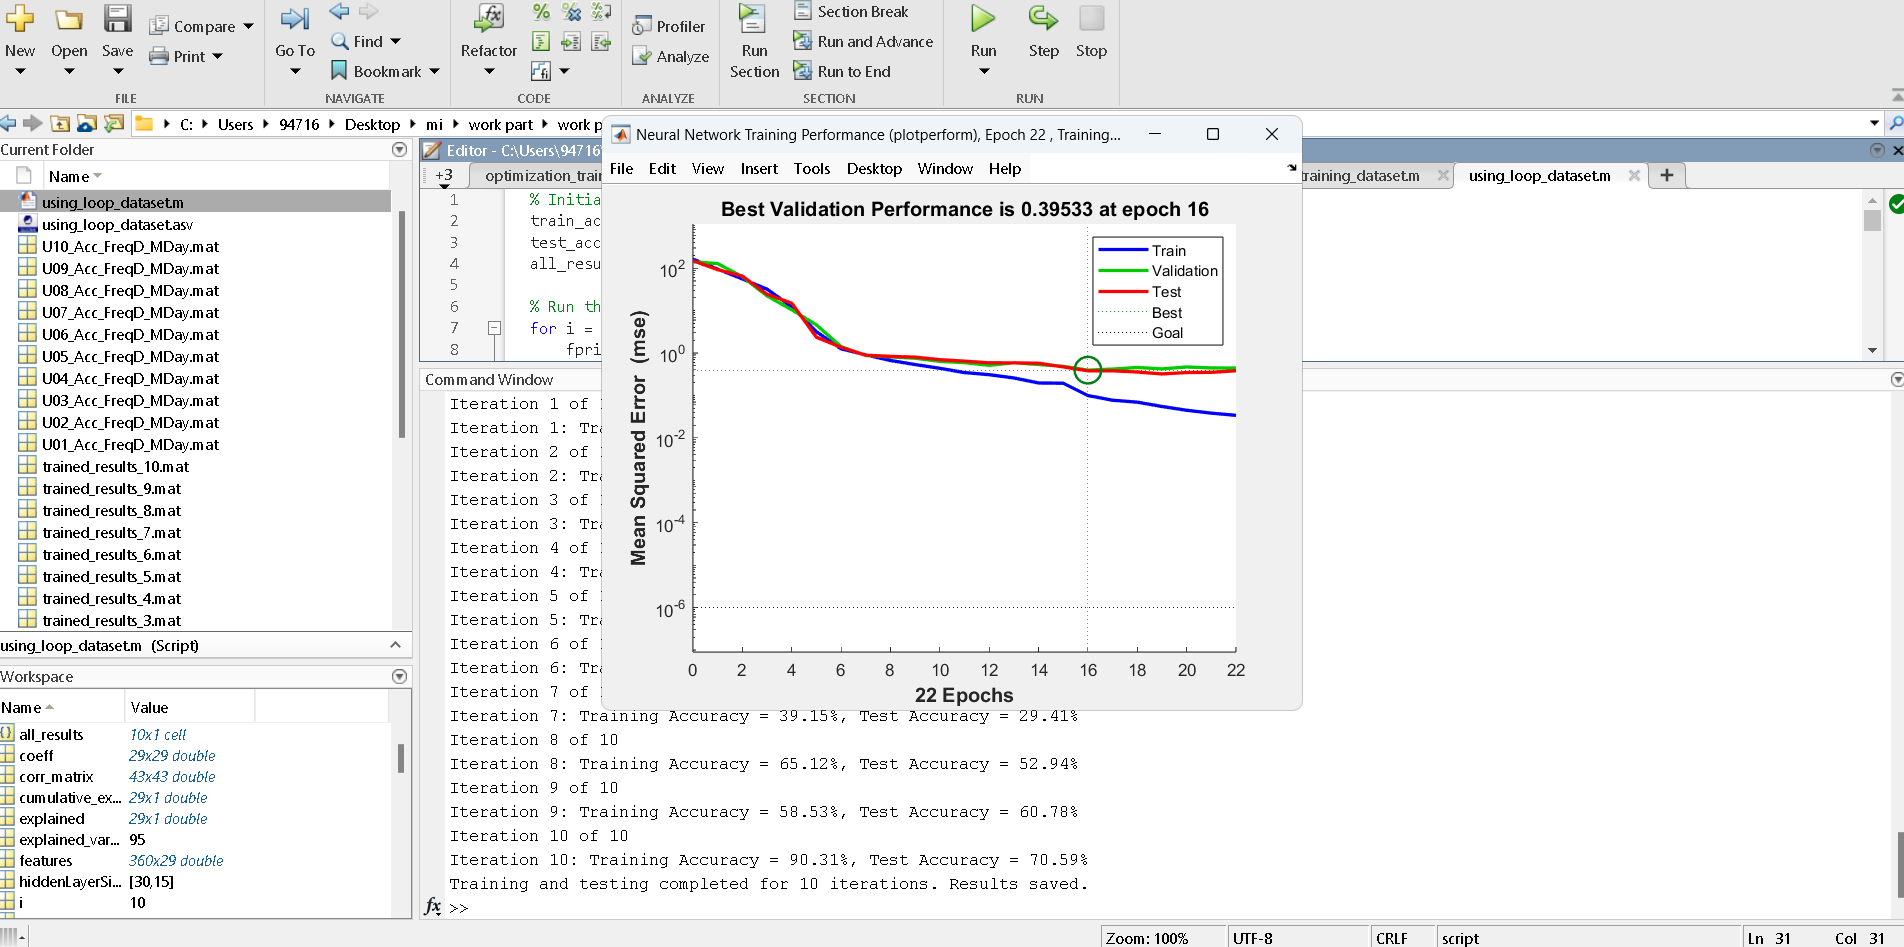 New
Open
Save
Compare
Print
Go To
Find
Bookmark
Refactor
Profiler
Analyze
Run
Section
Section Break
Run and Advance
Run to End
Run
Step
Stop
FILE
NAVIGATE
CODE
ANALYZE
SECTION
RUN
C: Users 94716 Desktop mi work part work p
Current Folder
Name
using_loop_dataset.m
using_loop_dataset.asv
U10_Acc_FreqD_MDay.mat
U09_Acc_FreqD_MDay.mat
U08_Acc_FreqD_MDay.mat
U07_Acc_FreqD_MDay.mat
U06_Acc_FreqD_MDay.mat
U05_Acc_FreqD_MDay.mat
U04_Acc_FreqD_MDay.mat
U03_Acc_FreqD_MDay.mat
U02_Acc_FreqD_MDay.mat
U01_Acc_FreqD_MDay.mat
trained_results_10.mat
trained_results_9.mat
trained_results_8.mat
trained_results_7.mat
trained_results_6.mat
trained_results_5.mat
trained_results_4.mat
trained_results_3.mat
using_loop_dataset.m (Script)
Workspace
Name Value
all_results 10x1 cell
coeff 29x29 double
corr_matrix 43x43 double
cumulative_ex... 29x1 double
explained 29x1 double
explained_var... 95
features 360x29 double
hiddenLayerSi... [30,15]
i 10
Editor - C:\Users\94716
+3 optimization_trai
training_dataset.m using_loop_dataset.m +
1 % Initia
2 train_ac
3 test_acc
4 all_resu
5
6 % Run th
7 for i =
8 fpri
Command Window
Iteration 1 of
Iteration 1: Tra
Iteration 2 of
Iteration 2: Tra
Iteration 3 of
Iteration 3: Tra
Iteration 4 of
Iteration 4: Tra
Iteration 5 of
Iteration 5: Tra
Iteration 6 of
Iteration 6: Tra
Iteration 7 of
Iteration 7: Training Accuracy = 39.15%, Test Accuracy = 29.41%
Iteration 8 of 10
Iteration 8: Training Accuracy = 65.12%, Test Accuracy = 52.94%
Iteration 9 of 10
Iteration 9: Training Accuracy = 58.53%, Test Accuracy = 60.78%
Iteration 10 of 10
Iteration 10: Training Accuracy = 90.31%, Test Accuracy = 70.59%
Training and testing completed for 10 iterations. Results saved.
fx >>
Neural Network Training Performance (plotperform), Epoch 22 , Training...
File Edit View Insert Tools Desktop Window Help
Best Validation Performance is 0.39533 at epoch 16
Train
Validation
Test
Best
Goal
Mean Squared Error (mse)
10^2
10^0
10^-2
10^-4
10^-6
0 2 4 6 8 10 12 14 16 18 20 22
22 Epochs
Zoom: 100% UTF-8 CRLF script Ln 31 Col 31